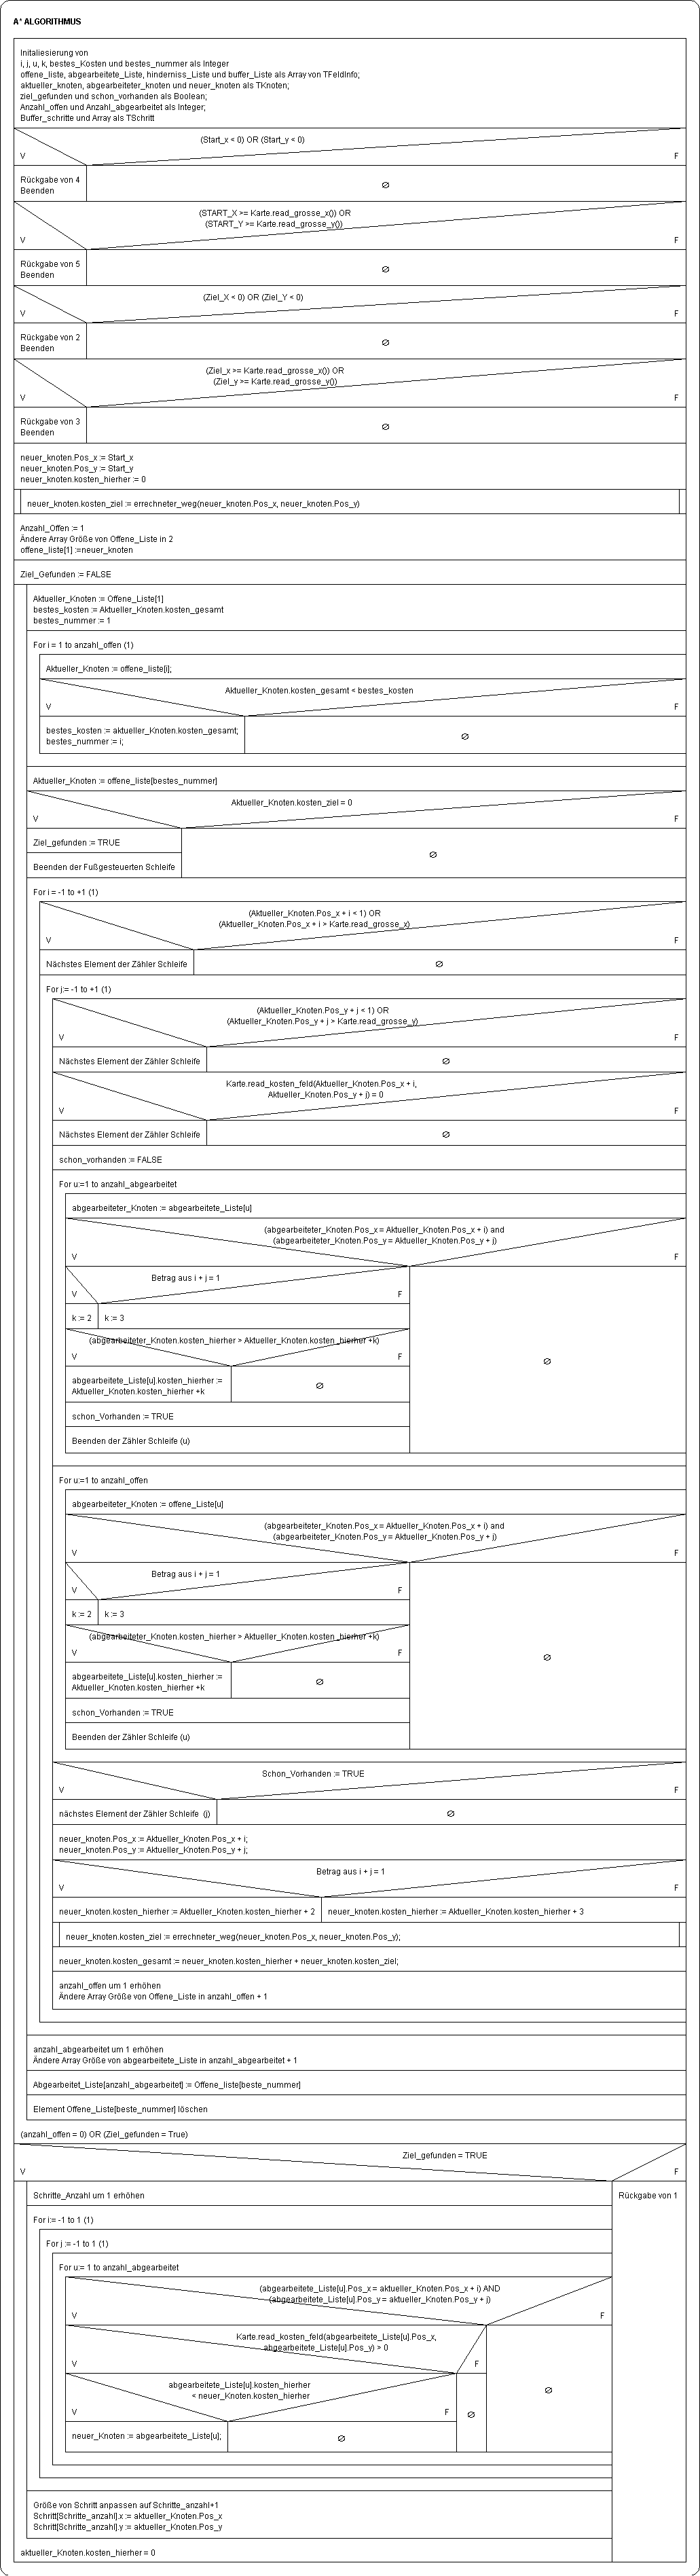 A* ALGORITHMUS
Initaliesierung von
i, j, u, k, bestes_Kosten und bestes_nummer als Integer
offene_liste, abgearbeitete_Liste, hinderniss_Liste und buffer_Liste als Array von TFeldInfo;
aktueller_knoten, abgearbeiteter_knoten und neuer_knoten als TKnoten;
ziel_gefunden und schon_vorhanden als Boolean;
Anzahl_offen und Anzahl_abgearbeitet als Integer;
Buffer_schritte und Array als TSchritt
(Start_x < 0) OR (Start_y < 0)
V F
Rückgabe von 4
Beenden
∅
(START_X >= Karte.read_grosse_x()) OR
(START_Y >= Karte.read_grosse_y())
V F
Rückgabe von 5
Beenden
∅
(Ziel_X < 0) OR (Ziel_Y < 0)
V F
Rückgabe von 2
Beenden
∅
(Ziel_x >= Karte.read_grosse_x()) OR
(Ziel_y >= Karte.read_grosse_y())
V F
Rückgabe von 3
Beenden
∅
neuer_knoten.Pos_x := Start_x
neuer_knoten.Pos_y := Start_y
neuer_knoten.kosten_hierher := 0
neuer_knoten.kosten_ziel := errechneter_weg(neuer_knoten.Pos_x, neuer_knoten.Pos_y)
Anzahl_Offen := 1
Ändere Array Größe von Offene_Liste in 2
offene_liste[1] :=neuer_knoten
Ziel_Gefunden := FALSE
Aktueller_Knoten := Offene_Liste[1]
bestes_kosten := Aktueller_Knoten.kosten_gesamt
bestes_nummer := 1
For i = 1 to anzahl_offen (1)
Aktueller_Knoten := offene_liste[i];
Aktueller_Knoten.kosten_gesamt < bestes_kosten
V F
bestes_kosten := aktueller_Knoten.kosten_gesamt;
bestes_nummer := i;
∅
Aktueller_Knoten := offene_liste[bestes_nummer]
Aktueller_Knoten.kosten_ziel = 0
V F
Ziel_gefunden := TRUE
Beenden der Fußgesteuerten Schleife
∅
For i = -1 to +1 (1)
(Aktueller_Knoten.Pos_x + i < 1) OR
(Aktueller_Knoten.Pos_x + i > Karte.read_grosse_x)
V F
Nächstes Element der Zähler Schleife
∅
For j:= -1 to +1 (1)
(Aktueller_Knoten.Pos_y + j < 1) OR
(Aktueller_Knoten.Pos_y + j > Karte.read_grosse_y)
V F
Nächstes Element der Zähler Schleife
∅
Karte.read_kosten_feld(Aktueller_Knoten.Pos_x + i,
Aktueller_Knoten.Pos_y + j) = 0
V F
Nächstes Element der Zähler Schleife
∅
schon_vorhanden := FALSE
For u:=1 to anzahl_abgearbeitet
abgearbeiteter_Knoten := abgearbeitete_Liste[u]
(abgearbeiteter_Knoten.Pos_x = Aktueller_Knoten.Pos_x + i) and
(abgearbeiteter_Knoten.Pos_y = Aktueller_Knoten.Pos_y + j)
V F
Betrag aus i + j = 1
V F
k := 2 k := 3
(abgearbeiteter_Knoten.kosten_hierher > Aktueller_Knoten.kosten_hierher +k)
V F
abgearbeitete_Liste[u].kosten_hierher :=
Aktueller_Knoten.kosten_hierher +k
∅
schon_Vorhanden := TRUE
Beenden der Zähler Schleife (u)
∅
For u:=1 to anzahl_offen
abgearbeiteter_Knoten := offene_Liste[u]
(abgearbeiteter_Knoten.Pos_x = Aktueller_Knoten.Pos_x + i) and
(abgearbeiteter_Knoten.Pos_y = Aktueller_Knoten.Pos_y + j)
V F
Betrag aus i + j = 1
V F
k := 2 k := 3
(abgearbeiteter_Knoten.kosten_hierher > Aktueller_Knoten.kosten_hierher +k)
V F
abgearbeitete_Liste[u].kosten_hierher :=
Aktueller_Knoten.kosten_hierher +k
∅
schon_Vorhanden := TRUE
Beenden der Zähler Schleife (u)
∅
Schon_Vorhanden := TRUE
V F
nächstes Element der Zähler Schleife (j)
∅
neuer_knoten.Pos_x := Aktueller_Knoten.Pos_x + i;
neuer_knoten.Pos_y := Aktueller_Knoten.Pos_y + j;
Betrag aus i + j = 1
V F
neuer_knoten.kosten_hierher := Aktueller_Knoten.kosten_hierher + 2
neuer_knoten.kosten_hierher := Aktueller_Knoten.kosten_hierher + 3
neuer_knoten.kosten_ziel := errechneter_weg(neuer_knoten.Pos_x, neuer_knoten.Pos_y);
neuer_knoten.kosten_gesamt := neuer_knoten.kosten_hierher + neuer_knoten.kosten_ziel;
anzahl_offen um 1 erhöhen
Ändere Array Größe von Offene_Liste in anzahl_offen + 1
anzahl_abgearbeitet um 1 erhöhen
Ändere Array Größe von abgearbeitete_Liste in anzahl_abgearbeitet + 1
Abgearbeitet_Liste[anzahl_abgearbeitet] := Offene_liste[beste_nummer]
Element Offene_Liste[beste_nummer] löschen
(anzahl_offen = 0) OR (Ziel_gefunden = True)
Ziel_gefunden = TRUE
V F
Schritte_Anzahl um 1 erhöhen
Rückgabe von 1
For i:= -1 to 1 (1)
For j := -1 to 1 (1)
For u:= 1 to anzahl_abgearbeitet
(abgearbeitete_Liste[u].Pos_x = aktueller_Knoten.Pos_x + i) AND
(abgearbeitete_Liste[u].Pos_y = aktueller_Knoten.Pos_y + j)
V F
Karte.read_kosten_feld(abgearbeitete_Liste[u].Pos_x,
abgearbeitete_Liste[u].Pos_y) > 0
V F
abgearbeitete_Liste[u].kosten_hierher
< neuer_Knoten.kosten_hierher
V F
neuer_Knoten := abgearbeitete_Liste[u];
∅
∅
∅
Größe von Schritt anpassen auf Schritte_anzahl+1
Schritt[Schritte_anzahl].x := aktueller_Knoten.Pos_x
Schritt[Schritte_anzahl].y := aktueller_Knoten.Pos_y
aktueller_Knoten.kosten_hierher = 0